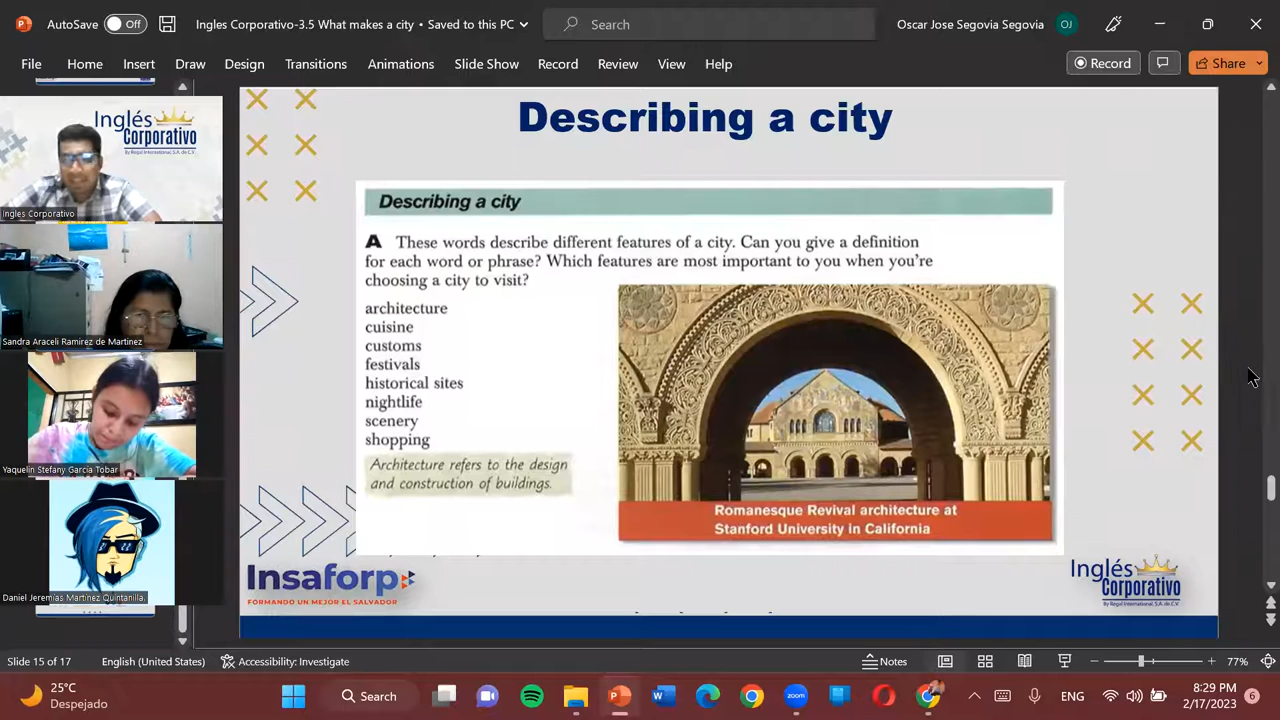 AutoSave Off Ingles Corporativo-3.5 What makes a city • Saved to this PC Search Oscar Jose Segovia Segovia OJ
File Home Insert Draw Design Transitions Animations Slide Show Record Review View Help Record Share
Inglés
Corporativo
By Regal International, S.A. de C.V.
Ingles Corporativo
Sandra Araceli Ramirez de Martinez
Yaquelin Stefany García Tobar
Daniel Jeremías Martínez Quintanilla.
Describing a city
Describing a city
A These words describe different features of a city. Can you give a definition
for each word or phrase? Which features are most important to you when you're
choosing a city to visit?
architecture
cuisine
customs
festivals
historical sites
nightlife
scenery
shopping
Architecture refers to the design
and construction of buildings.
Romanesque Revival architecture at
Stanford University in California
Insaforp
FORMANDO UN MEJOR EL SALVADOR
Inglés
Corporativo
By Regal International, S.A. de C.V.
Slide 15 of 17 English (United States) Accessibility: Investigate Notes 77%
25°C
Despejado
Search
zoom
ENG
8:29 PM
2/17/2023
6